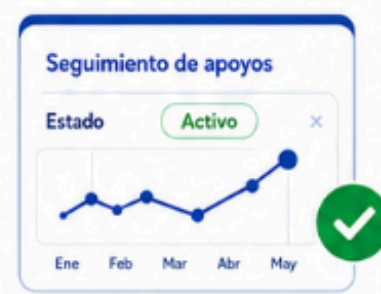 Seguimiento de apoyos
Estado Activo ×
Ene Feb Mar Abr May